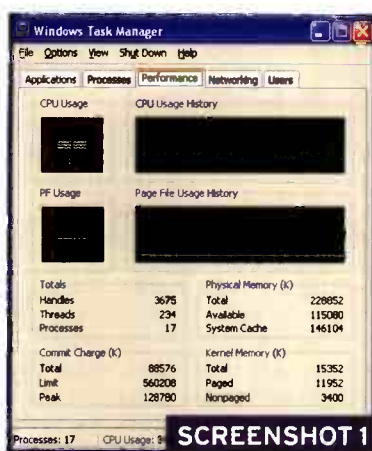 Windows Task Manager
File Options View Shut Down Help
Applications Processes Performance Networking Users
CPU Usage CPU Usage History
PF Usage Page File Usage History
Totals
Handles 3675
Threads 234
Processes 17
Physical Memory (K)
Total 228852
Available 115080
System Cache 146104
Commit Charge (K)
Total 88576
Limit 560208
Peak 128780
Kernel Memory (K)
Total 15352
Paged 11952
Nonpaged 3400
Processes: 17 CPU Usage:
SCREENSHOT 1